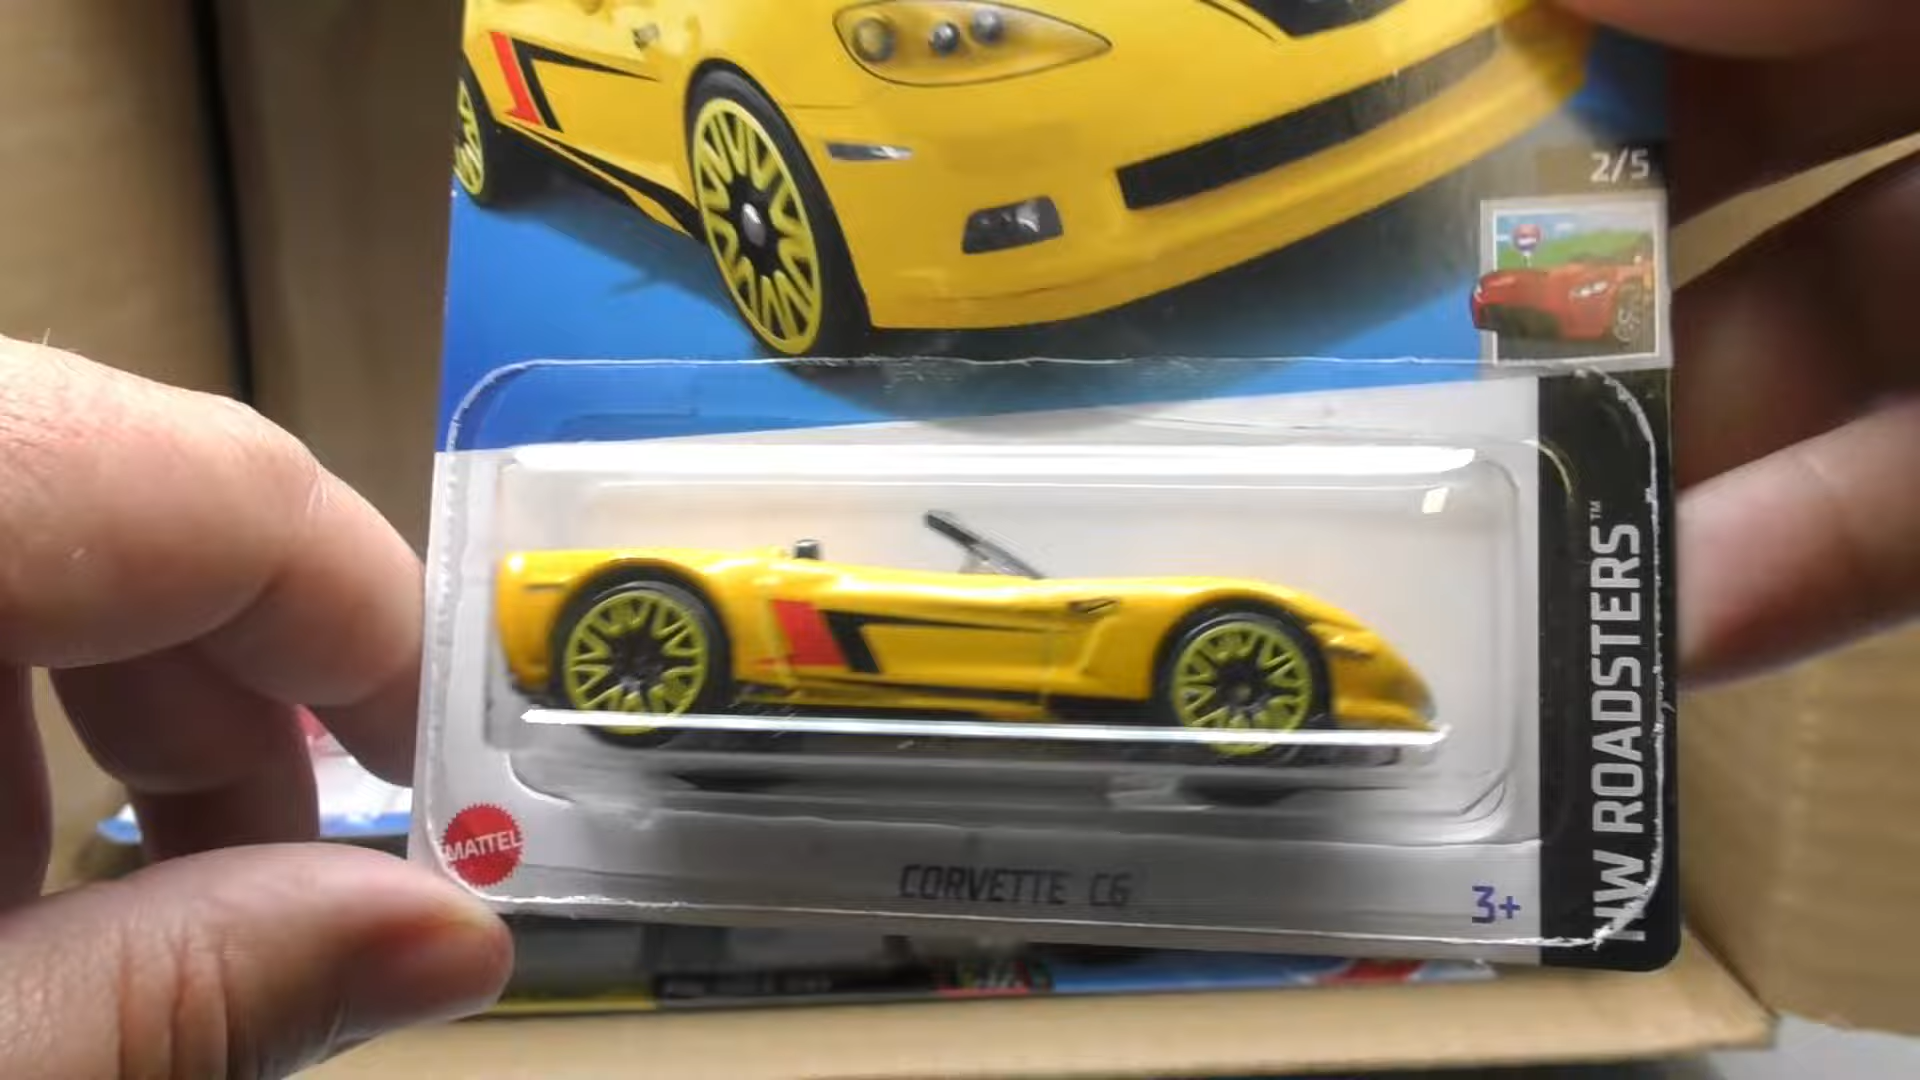 2/5
HW ROADSTERS™
MATTEL
CORVETTE C6
3+